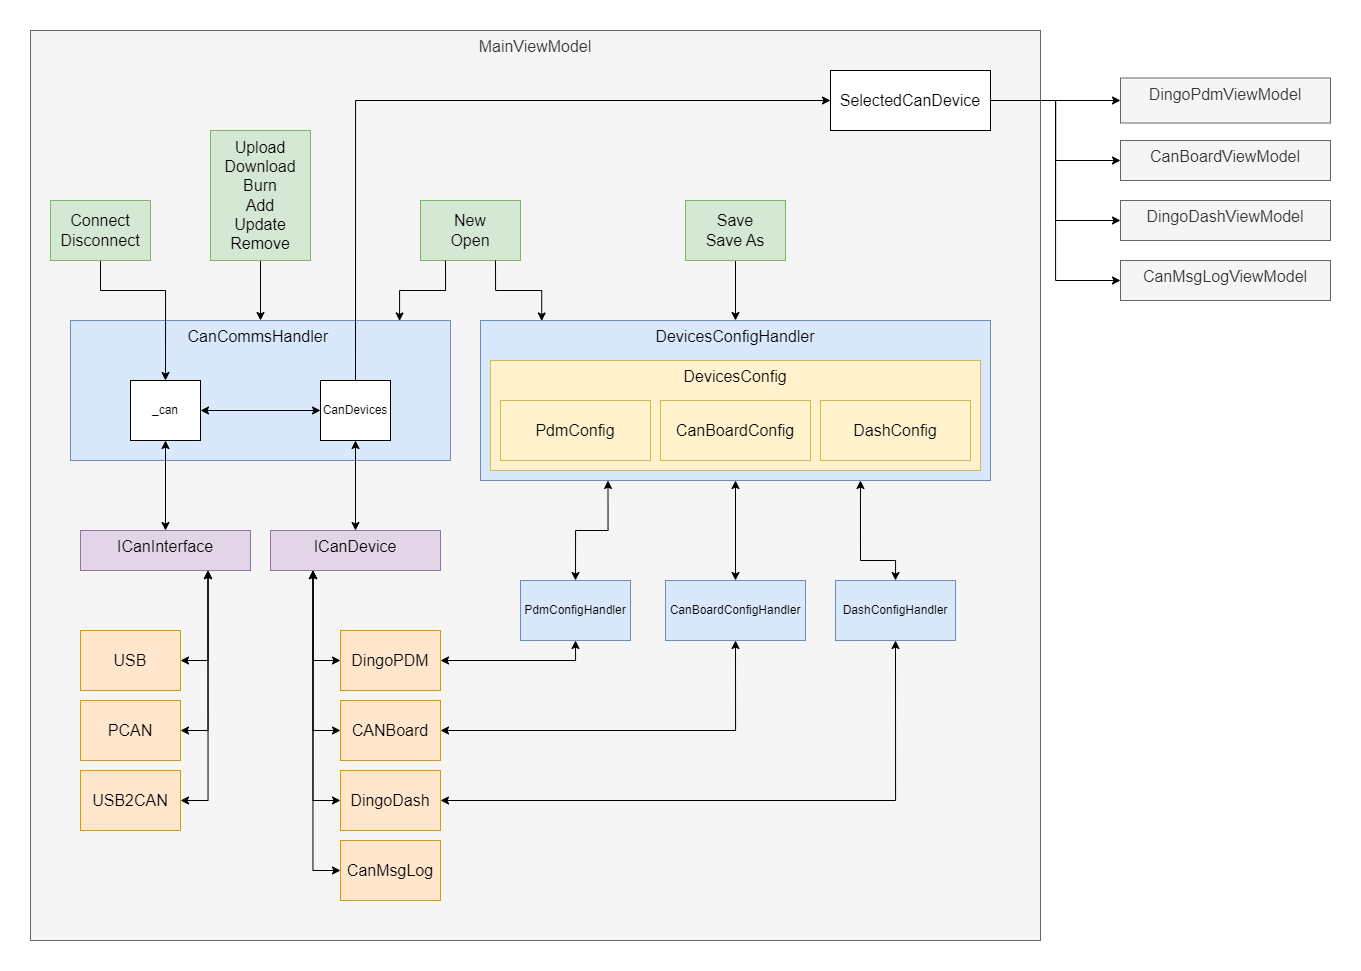 MainViewModel
SelectedCanDevice
DingoPdmViewModel
CanBoardViewModel
DingoDashViewModel
CanMsgLogViewModel
Connect
Disconnect
Upload
Download
Burn
Add
Update
Remove
New
Open
Save
Save As
CanCommsHandler
_can
CanDevices
DevicesConfigHandler
DevicesConfig
PdmConfig
CanBoardConfig
DashConfig
ICanInterface
ICanDevice
PdmConfigHandler
CanBoardConfigHandler
DashConfigHandler
USB
PCAN
USB2CAN
DingoPDM
CANBoard
DingoDash
CanMsgLog